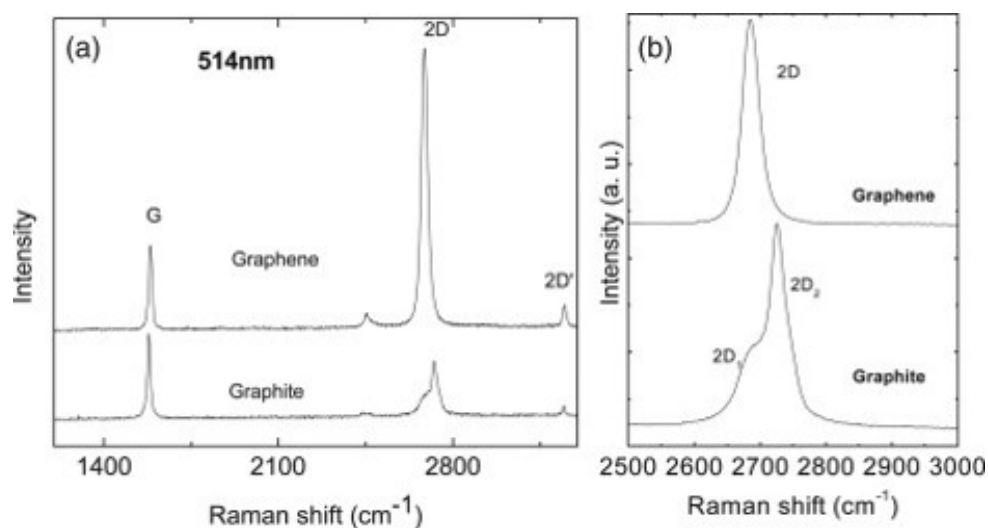 (a)
514nm
2D'
G
Graphene
2D'
Graphite
Intensity
1400 2100 2800
Raman shift (cm⁻¹)
(b)
2D
Graphene
2D₂
2D₁
Graphite
Intensity (a. u.)
2500 2600 2700 2800 2900 3000
Raman shift (cm⁻¹)